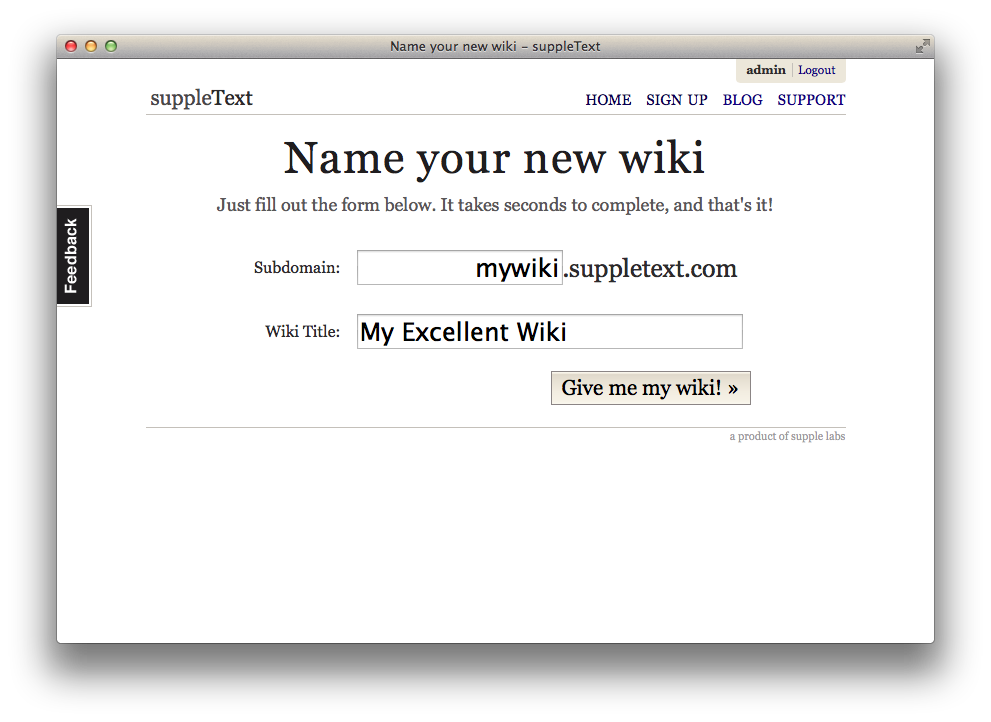 Name your new wiki – suppleText
admin | Logout
suppleText
HOME SIGN UP BLOG SUPPORT
Name your new wiki
Just fill out the form below. It takes seconds to complete, and that's it!
Feedback
Subdomain: mywiki.suppletext.com
Wiki Title: My Excellent Wiki
Give me my wiki! »
a product of supple labs